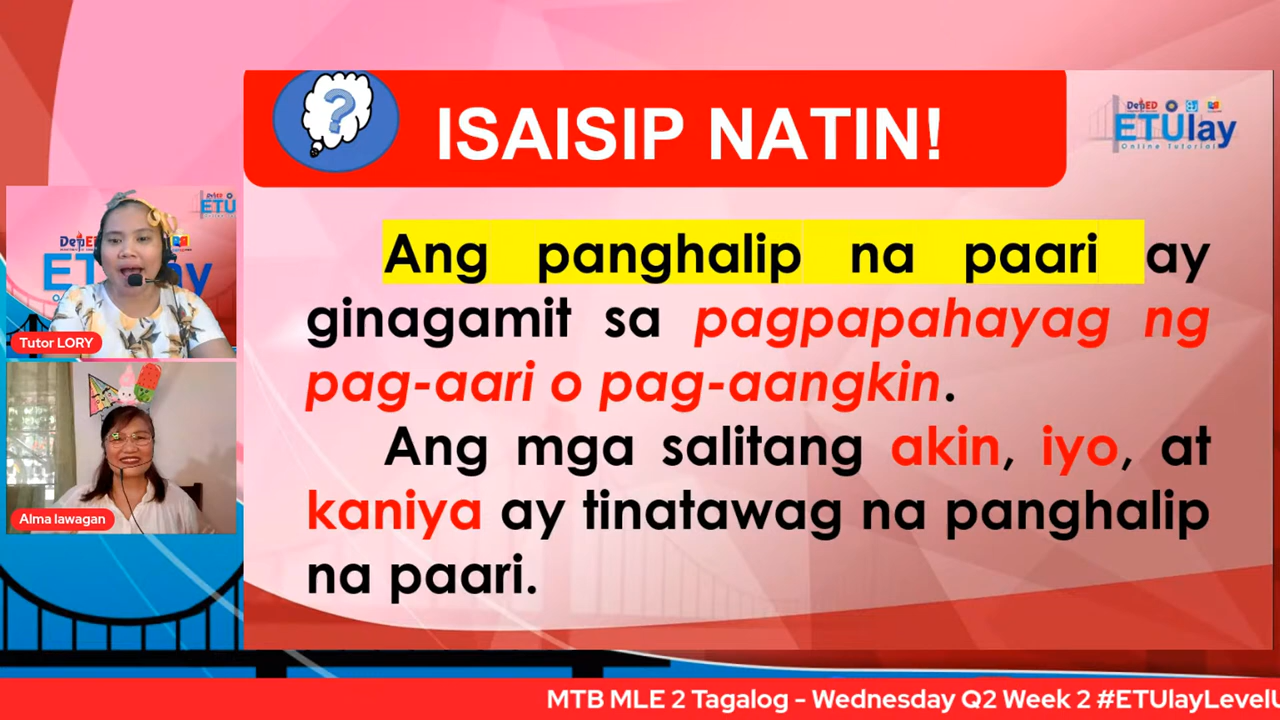 ISAISIP NATIN!
DepED
ETUlay
Online Tutorial
Ang panghalip na paari ay
ginagamit sa pagpapahayag ng
pag-aari o pag-aangkin.
Ang mga salitang akin, iyo, at
kaniya ay tinatawag na panghalip
na paari.
ETU
Tutor LORY
Alma lawagan
MTB MLE 2 Tagalog - Wednesday Q2 Week 2 #ETUlayLevelU